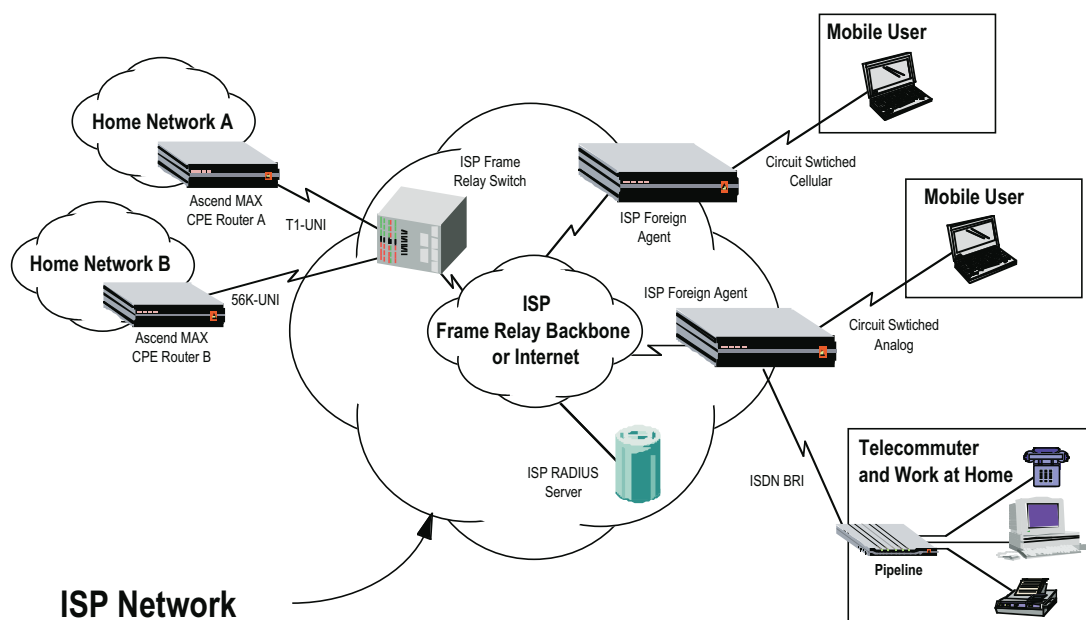 Mobile User
Home Network A
ISP Frame
Relay Switch
Circuit Swtiched
Cellular
Ascend MAX
CPE Router A
T1-UNI
ISP Foreign
Agent
Mobile User
Home Network B
56K-UNI
ISP Foreign Agent
ISP
Frame Relay Backbone
or Internet
Circuit Swtiched
Analog
Ascend MAX
CPE Router B
Telecommuter
and Work at Home
ISP RADIUS
Server
ISDN BRI
Pipeline
ISP Network